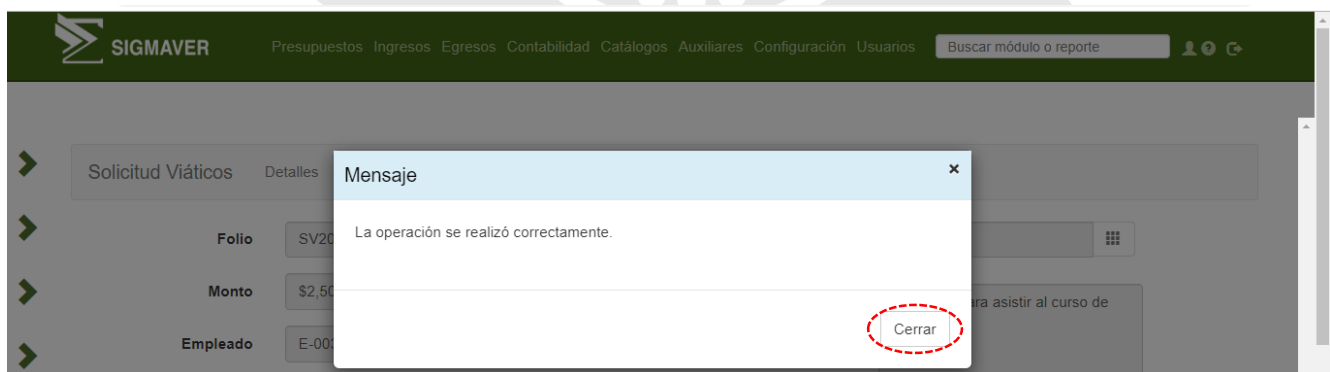 SIGMAVER Presupuestos Ingresos Egresos Contabilidad Catálogos Auxiliares Configuración Usuarios Buscar módulo o reporte
Solicitud Viáticos Detalles Mensaje ×
La operación se realizó correctamente.
Folio SV20
Monto $2,50
ara asistir al curso de
Empleado E-003
Cerrar